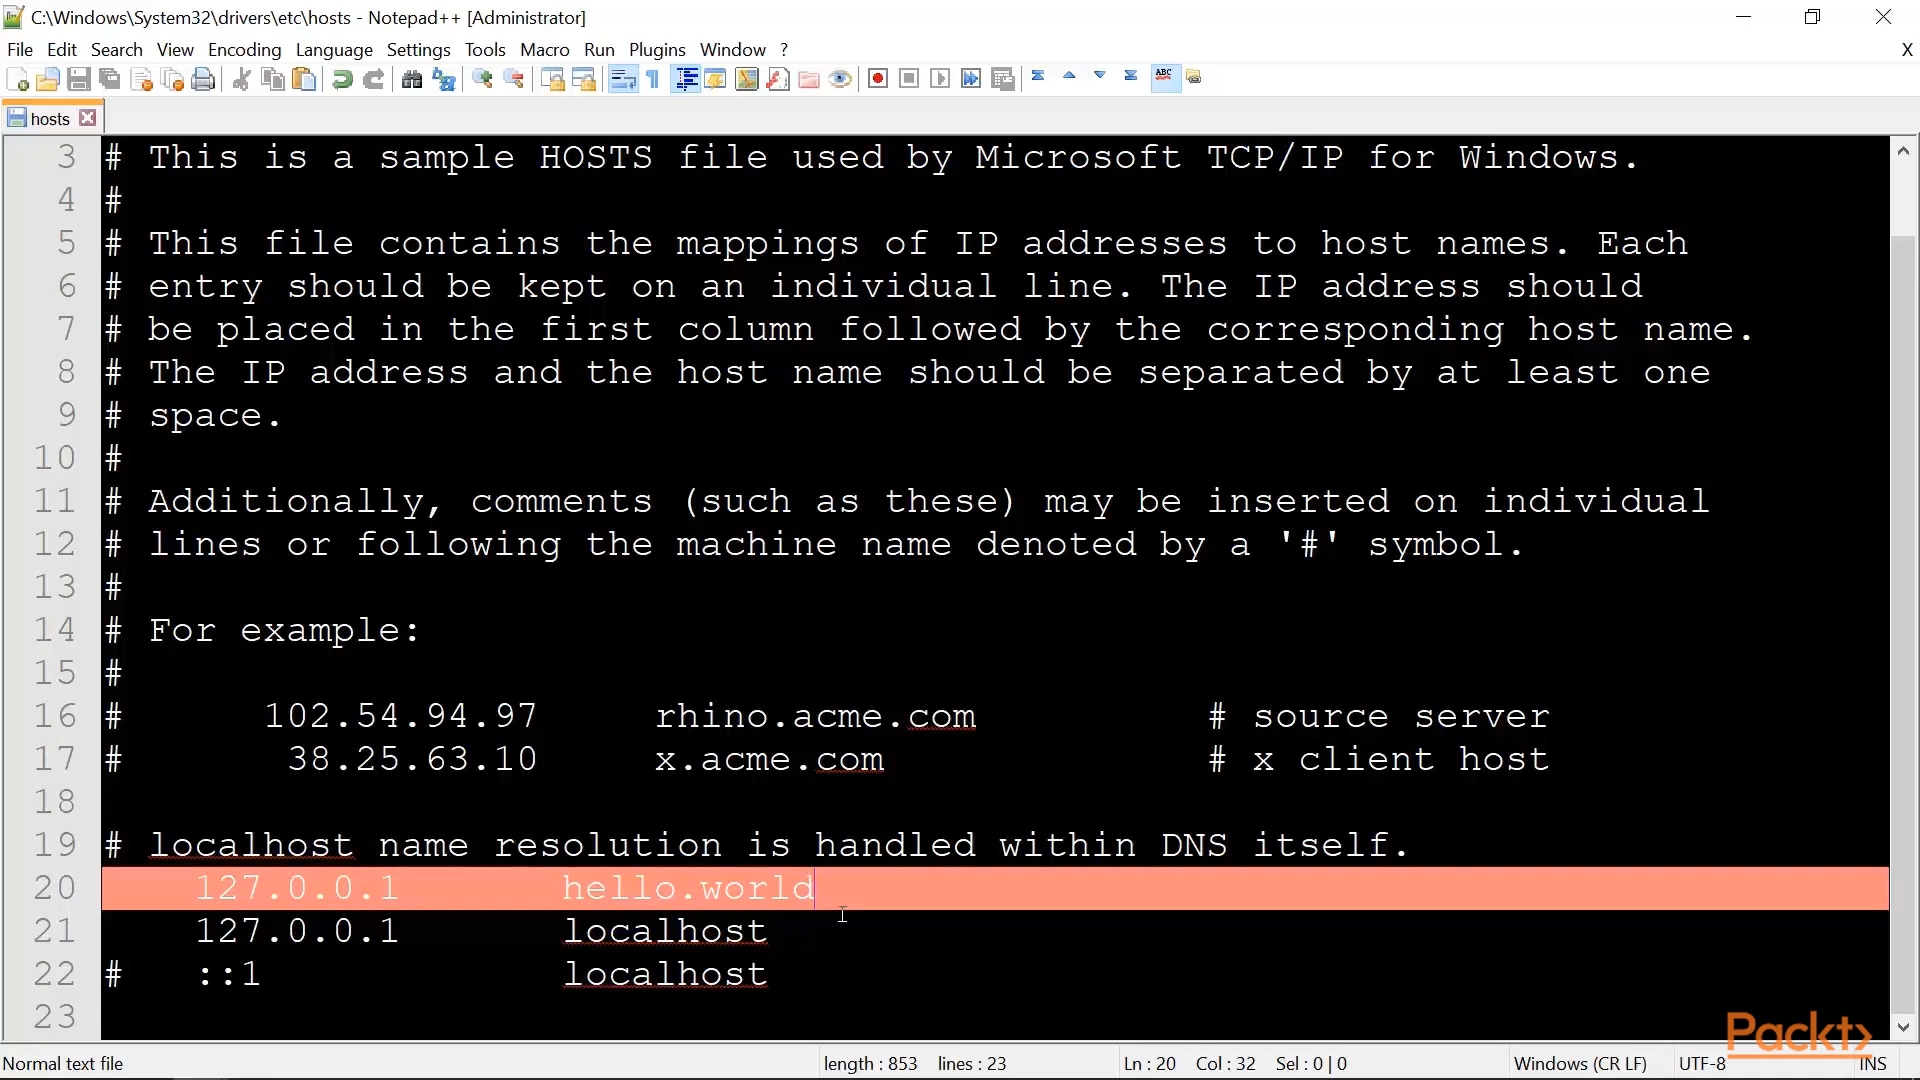 C:\Windows\System32\drivers\etc\hosts - Notepad++ [Administrator]
File Edit Search View Encoding Language Settings Tools Macro Run Plugins Window ? X
ABC
hosts
3 # This is a sample HOSTS file used by Microsoft TCP/IP for Windows.
4 #
5 # This file contains the mappings of IP addresses to host names. Each
6 # entry should be kept on an individual line. The IP address should
7 # be placed in the first column followed by the corresponding host name.
8 # The IP address and the host name should be separated by at least one
9 # space.
10 #
11 # Additionally, comments (such as these) may be inserted on individual
12 # lines or following the machine name denoted by a '#' symbol.
13 #
14 # For example:
15 #
16 # 102.54.94.97 rhino.acme.com # source server
17 # 38.25.63.10 x.acme.com # x client host
18
19 # localhost name resolution is handled within DNS itself.
20 127.0.0.1 hello.world
21 127.0.0.1 localhost
22 # ::1 localhost
23
Packt>
Normal text file length : 853 lines : 23 Ln : 20 Col : 32 Sel : 0 | 0 Windows (CR LF) UTF-8 INS